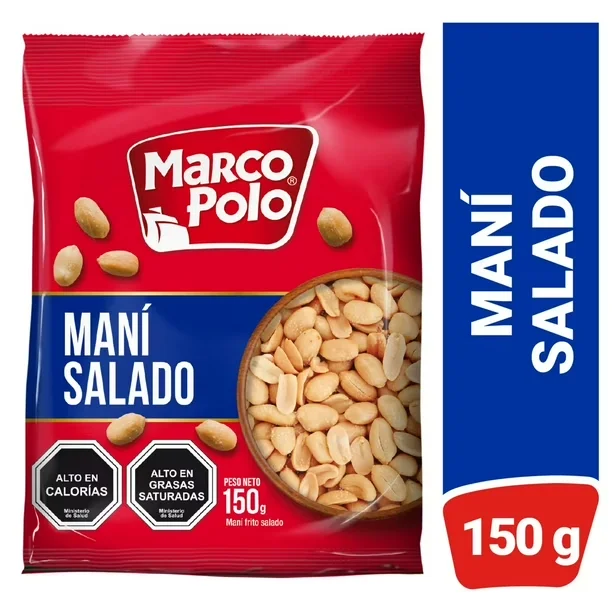 MARCO
POLO®
MANÍ
SALADO
ALTO EN
CALORÍAS
Ministerio
de Salud
ALTO EN
GRASAS
SATURADAS
Ministerio
de Salud
PESO NETO
150g
Maní frito salado
MANÍ
SALADO
150 g